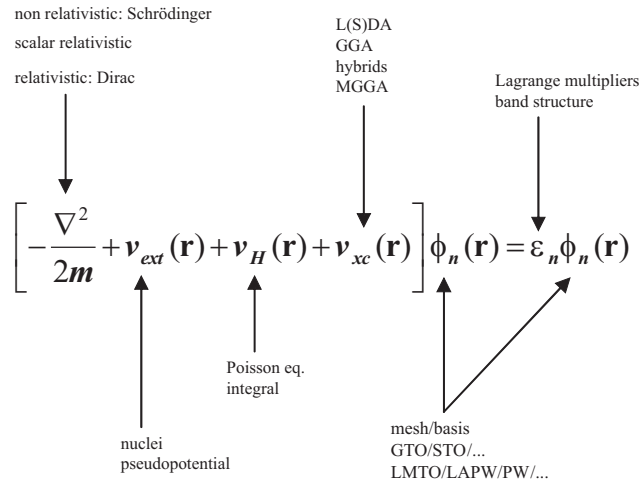 non relativistic: Schrödinger
scalar relativistic
relativistic: Dirac
L(S)DA
GGA
hybrids
MGGA
Lagrange multipliers
band structure
[-∇²/2m + v_ext(r) + v_H(r) + v_xc(r)] ϕ_n(r) = ε_n ϕ_n(r)
Poisson eq.
integral
nuclei
pseudopotential
mesh/basis
GTO/STO/...
LMTO/LAPW/PW/...